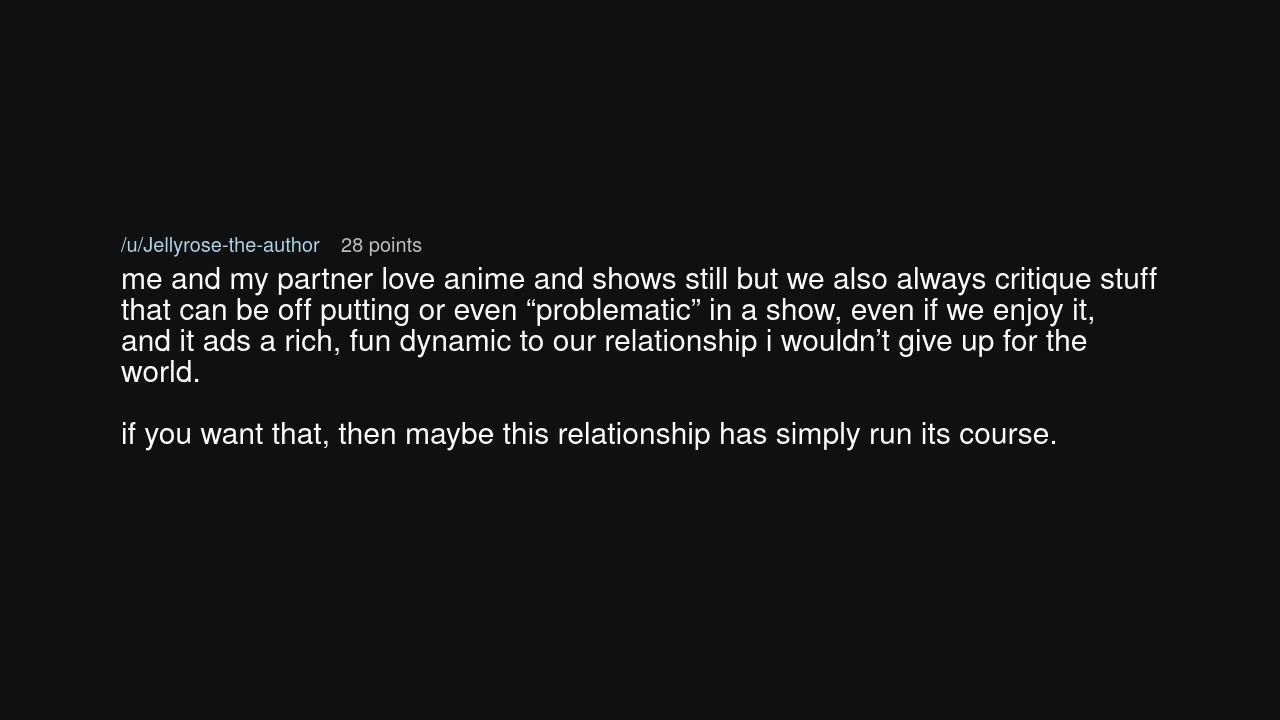 /u/Jellyrose-the-author 28 points
me and my partner love anime and shows still but we also always critique stuff
that can be off putting or even “problematic” in a show, even if we enjoy it,
and it ads a rich, fun dynamic to our relationship i wouldn’t give up for the
world.
if you want that, then maybe this relationship has simply run its course.